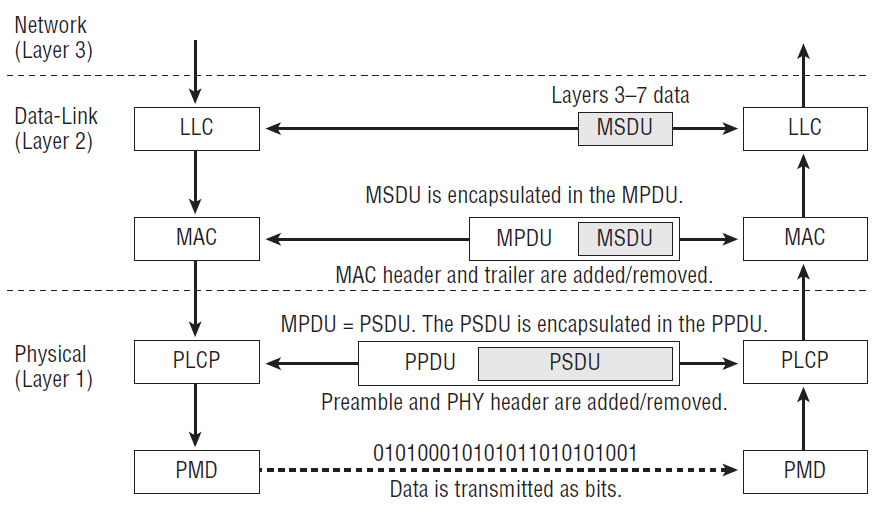 Network
(Layer 3)
Layers 3–7 data
Data-Link
(Layer 2)
LLC
MSDU
LLC
MSDU is encapsulated in the MPDU.
MAC
MPDU
MSDU
MAC
MAC header and trailer are added/removed.
MPDU = PSDU. The PSDU is encapsulated in the PPDU.
Physical
(Layer 1)
PLCP
PPDU
PSDU
PLCP
Preamble and PHY header are added/removed.
010100010101011010101001
PMD
PMD
Data is transmitted as bits.